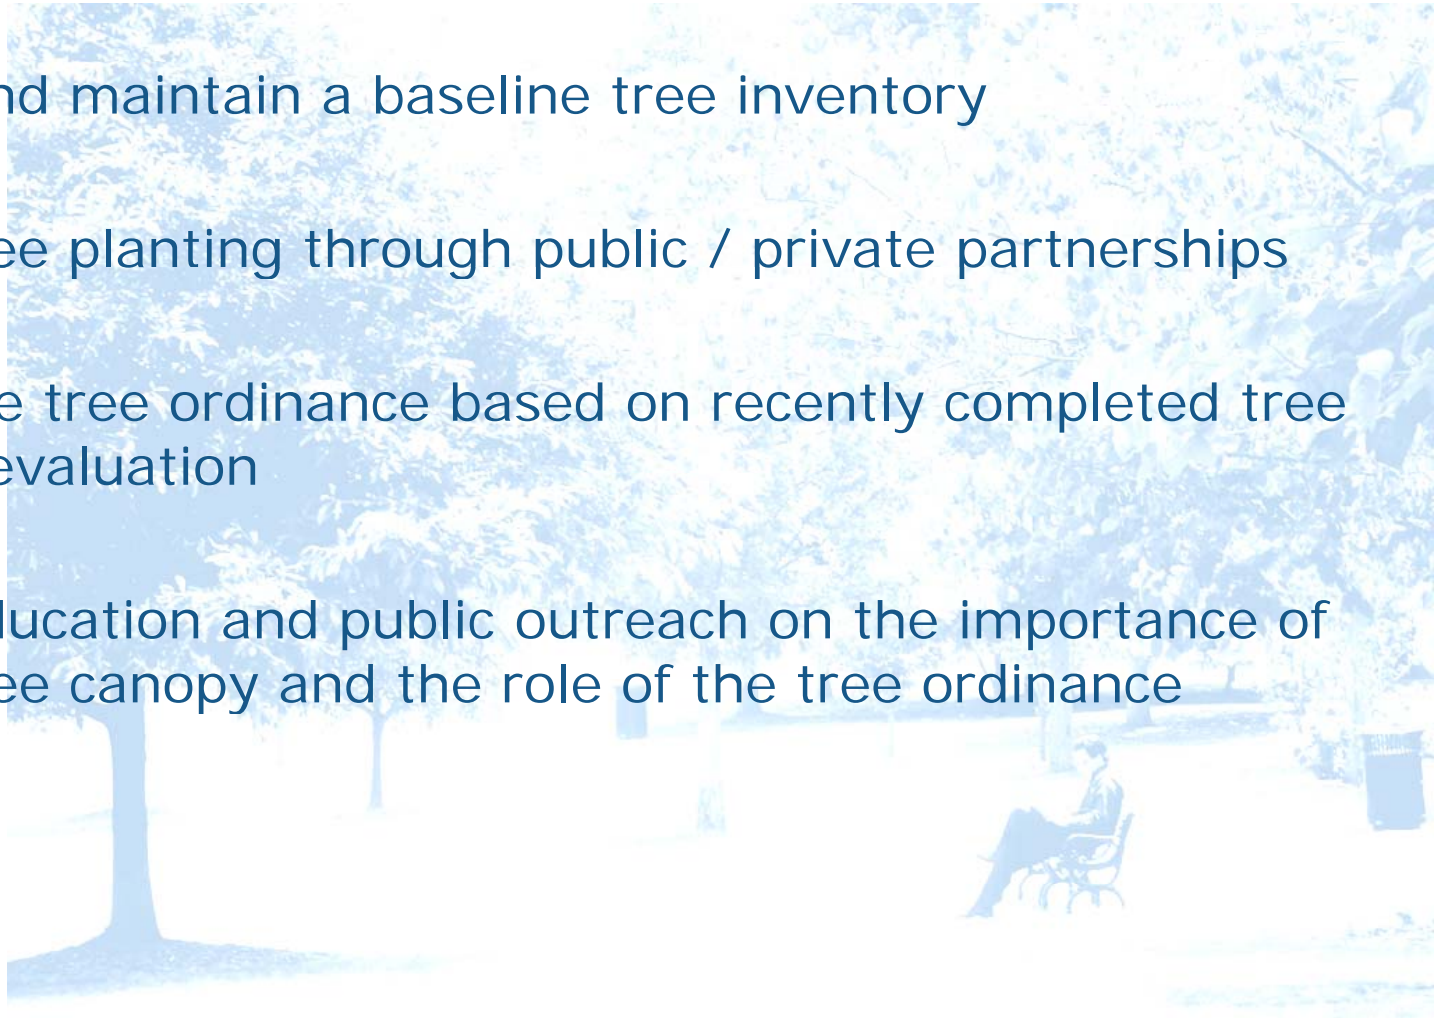 nd maintain a baseline tree inventory
ee planting through public / private partnerships
e tree ordinance based on recently completed tree
evaluation
lucation and public outreach on the importance of
ee canopy and the role of the tree ordinance